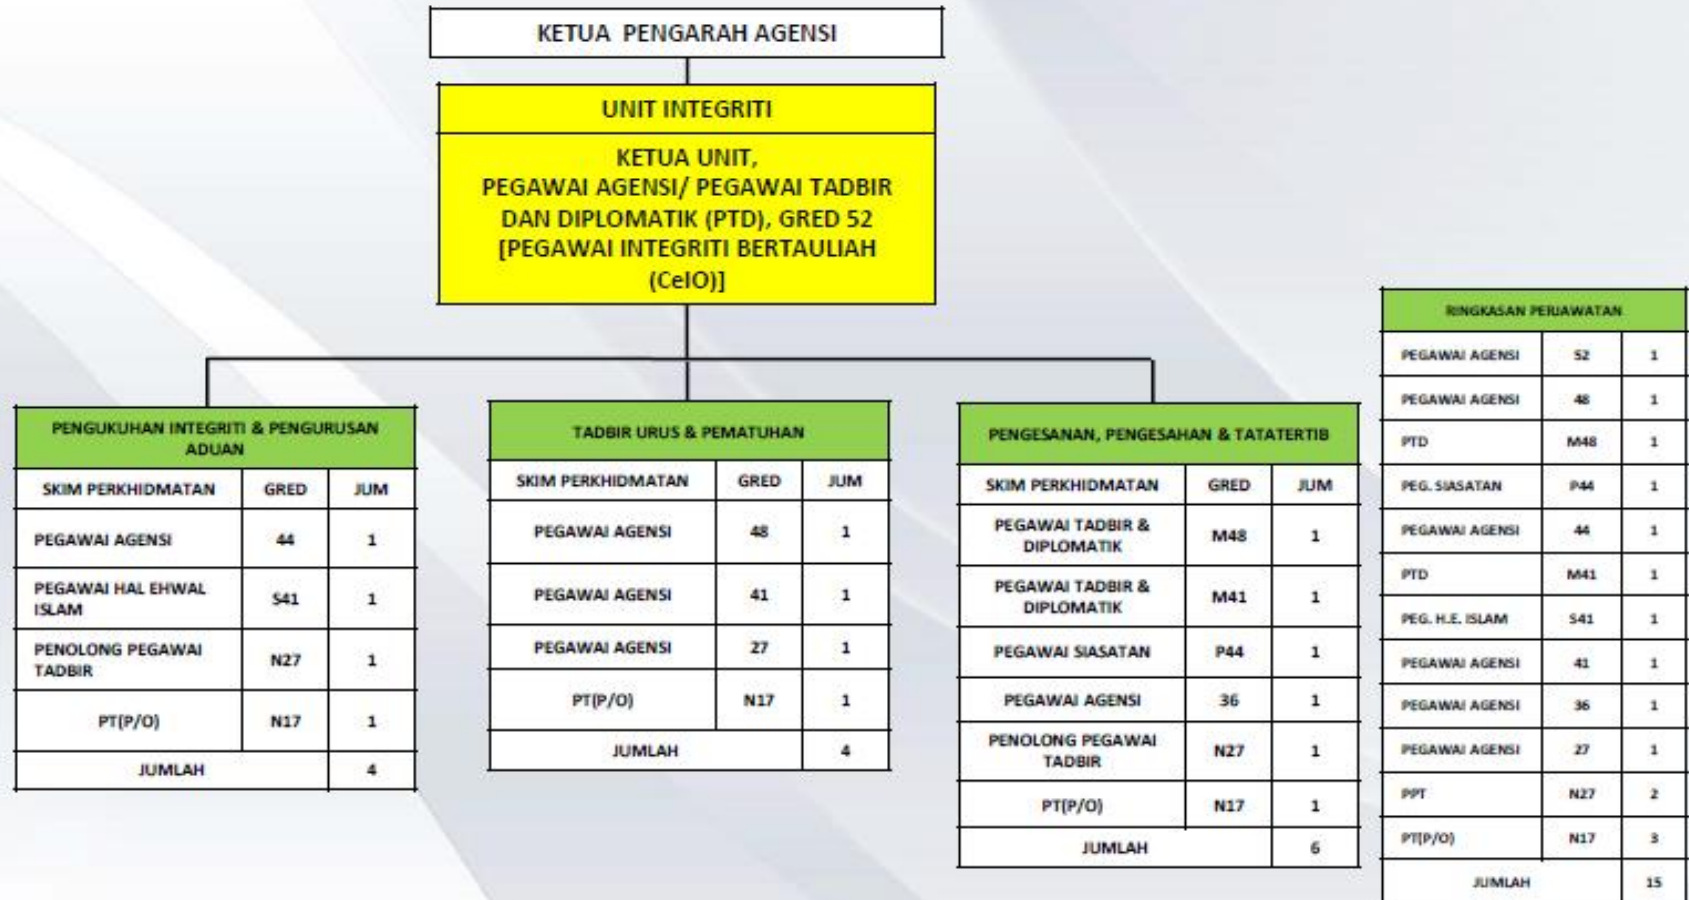 KETUA PENGARAH AGENSI
UNIT INTEGRITI
KETUA UNIT,
PEGAWAI AGENSI/ PEGAWAI TADBIR
DAN DIPLOMATIK (PTD), GRED 52
[PEGAWAI INTEGRITI BERTAULIAH
(CeIO)]
PENGUKUHAN INTEGRITI & PENGURUSAN
ADUAN
SKIM PERKHIDMATAN GRED JUM
PEGAWAI AGENSI 44 1
PEGAWAI HAL EHWAL
ISLAM S41 1
PENOLONG PEGAWAI
TADBIR N27 1
PT(P/O) N17 1
JUMLAH 4
TADBIR URUS & PEMATUHAN
SKIM PERKHIDMATAN GRED JUM
PEGAWAI AGENSI 48 1
PEGAWAI AGENSI 41 1
PEGAWAI AGENSI 27 1
PT(P/O) N17 1
JUMLAH 4
PENGESANAN, PENGESAHAN & TATATERTIB
SKIM PERKHIDMATAN GRED JUM
PEGAWAI TADBIR &
DIPLOMATIK M48 1
PEGAWAI TADBIR &
DIPLOMATIK M41 1
PEGAWAI SIASATAN P44 1
PEGAWAI AGENSI 36 1
PENOLONG PEGAWAI
TADBIR N27 1
PT(P/O) N17 1
JUMLAH 6
RINGKASAN PERJAWATAN
PEGAWAI AGENSI 52 1
PEGAWAI AGENSI 48 1
PTD M48 1
PEG. SIASATAN P44 1
PEGAWAI AGENSI 44 1
PTD M41 1
PEG. H.E. ISLAM S41 1
PEGAWAI AGENSI 41 1
PEGAWAI AGENSI 36 1
PEGAWAI AGENSI 27 1
PPT N27 2
PT(P/O) N17 3
JUMLAH 15